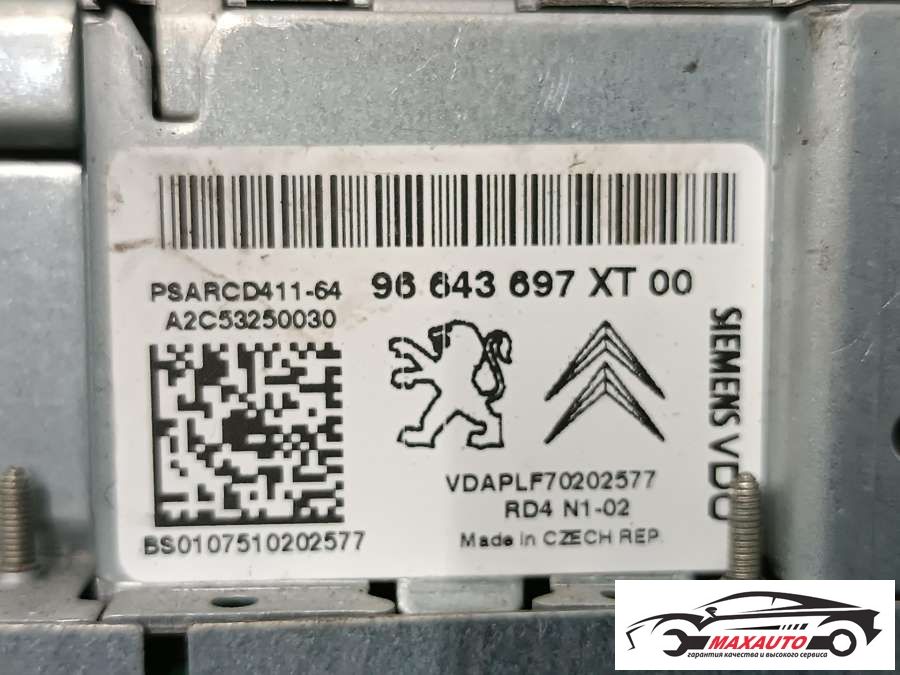 PSARCD411-64
96 643 697 XT 00
A2C53250030
SIEMENS VDO
VDAPLF70202577
RD4 N1-02
BS0107510202577
Made in CZECH REP.
MAXAUTO
гарантия качества и высокого сервиса